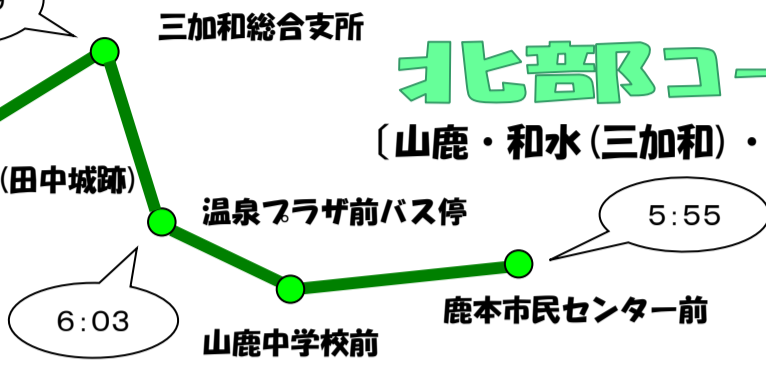 三加和総合支所
北部コー
〔山鹿・和水(三加和)・
(田中城跡)
温泉プラザ前バス停
5:55
6:03
鹿本市民センター前
山鹿中学校前